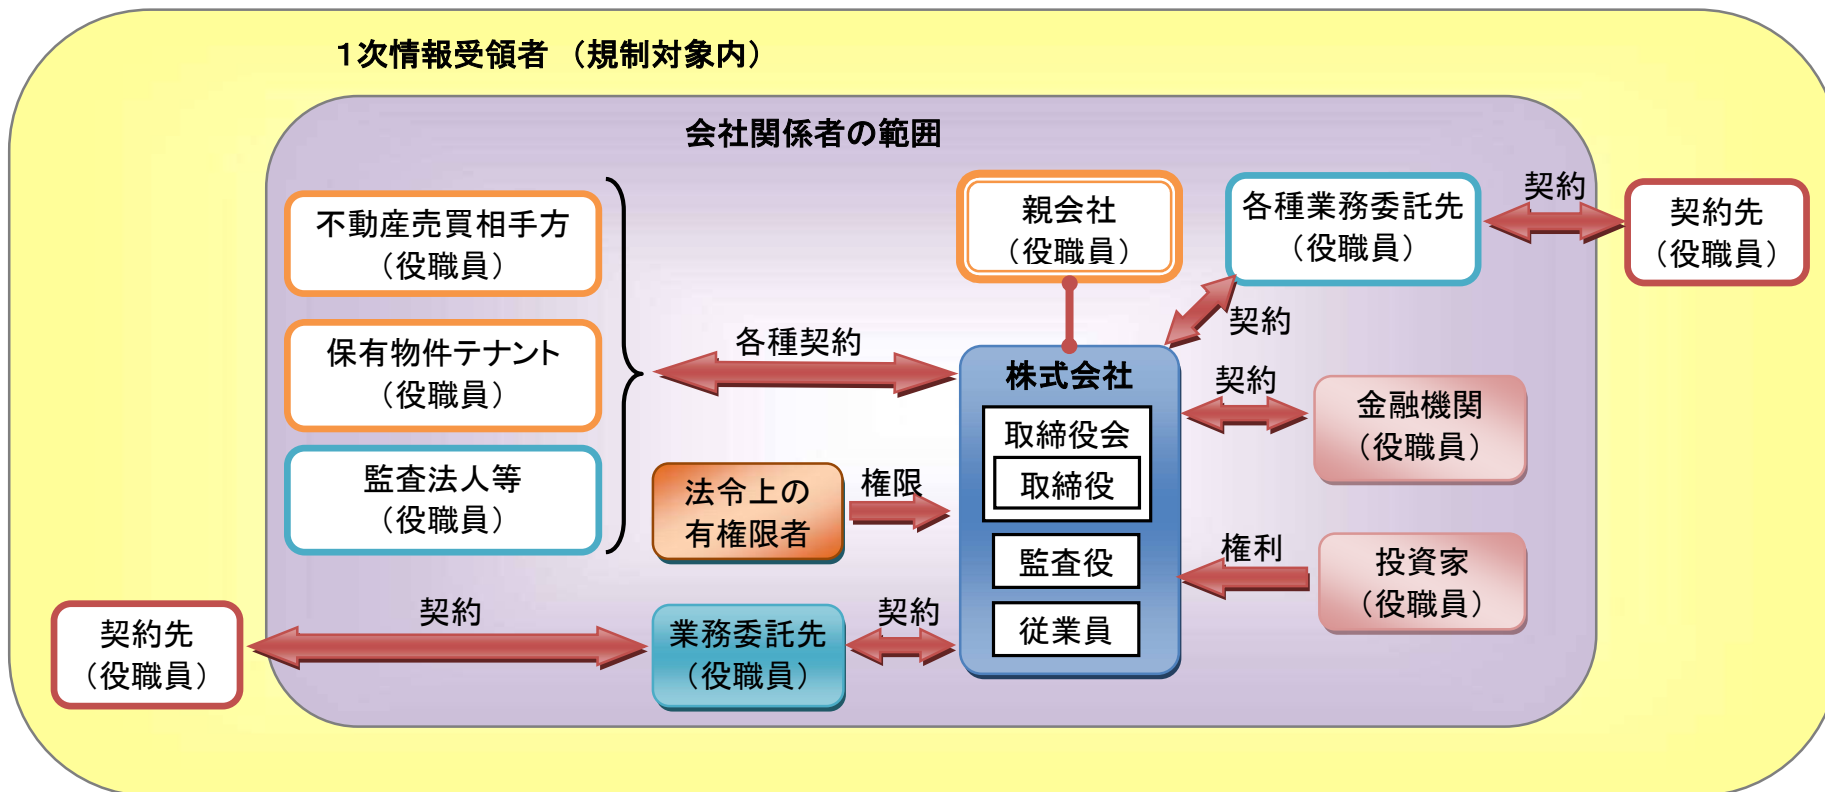 １次情報受領者 （規制対象内）
会社関係者の範囲
不動産売買相手方
（役職員）
保有物件テナント
（役職員）
監査法人等
（役職員）
各種契約
親会社
（役職員）
各種業務委託先
（役職員）
契約
契約先
（役職員）
契約
株式会社
取締役会
取締役
監査役
従業員
契約
金融機関
（役職員）
法令上の
有権限者
権限
権利
投資家
（役職員）
契約先
（役職員）
契約
業務委託先
（役職員）
契約